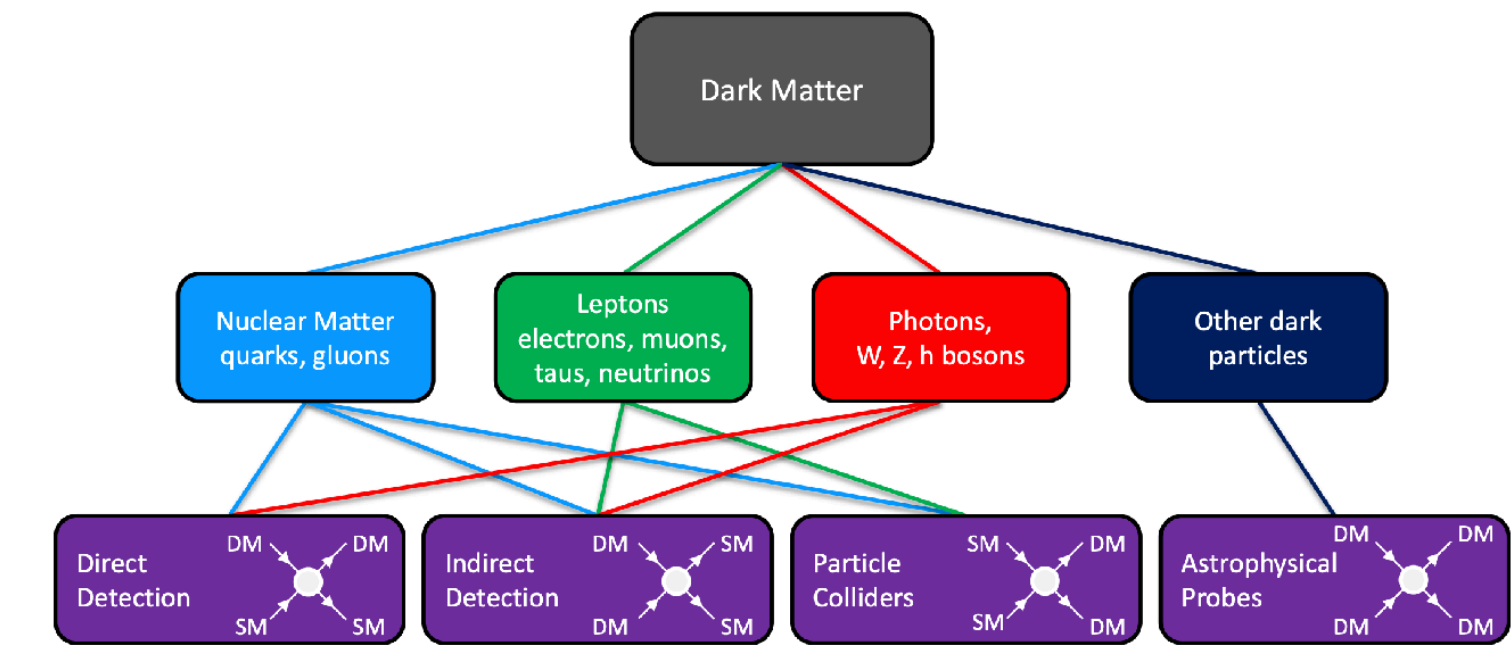 Dark Matter
Nuclear Matter
quarks, gluons
Leptons
electrons, muons,
taus, neutrinos
Photons,
W, Z, h bosons
Other dark
particles
Direct
Detection
DM
DM
SM
SM
Indirect
Detection
DM
SM
DM
SM
Particle
Colliders
SM
DM
SM
DM
Astrophysical
Probes
DM
DM
DM
DM